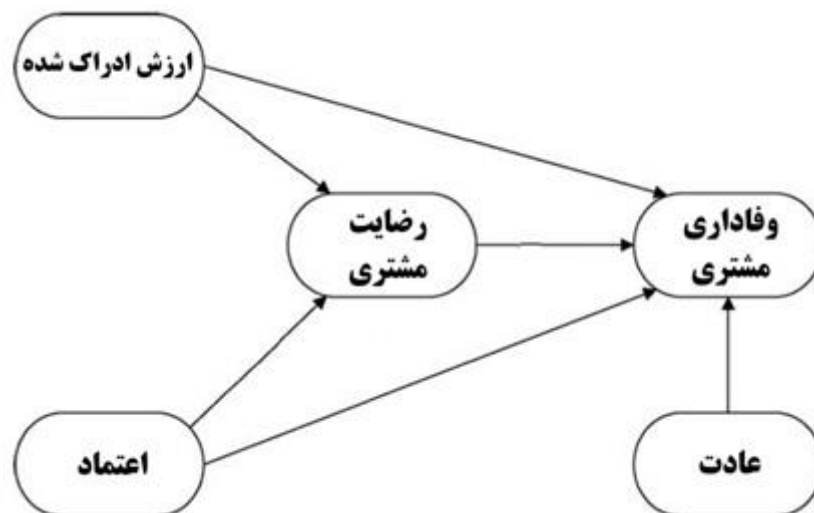 ارزش ادراک شده
رضایت
مشتری
وفاداری
مشتری
اعتماد
عادت